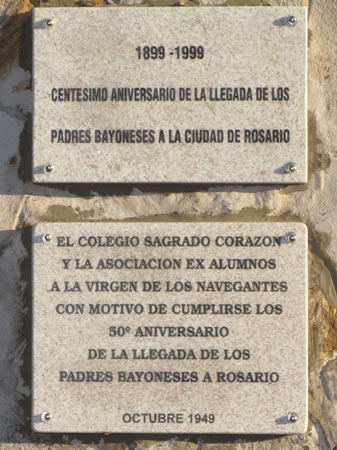 1899 -1999
CENTESIMO ANIVERSARIO DE LA LLEGADA DE LOS
PADRES BAYONESES A LA CIUDAD DE ROSARIO
EL COLEGIO SAGRADO CORAZON
Y LA ASOCIACION EX ALUMNOS
A LA VIRGEN DE LOS NAVEGANTES
CON MOTIVO DE CUMPLIRSE LOS
50º ANIVERSARIO
DE LA LLEGADA DE LOS
PADRES BAYONESES A ROSARIO
OCTUBRE 1949